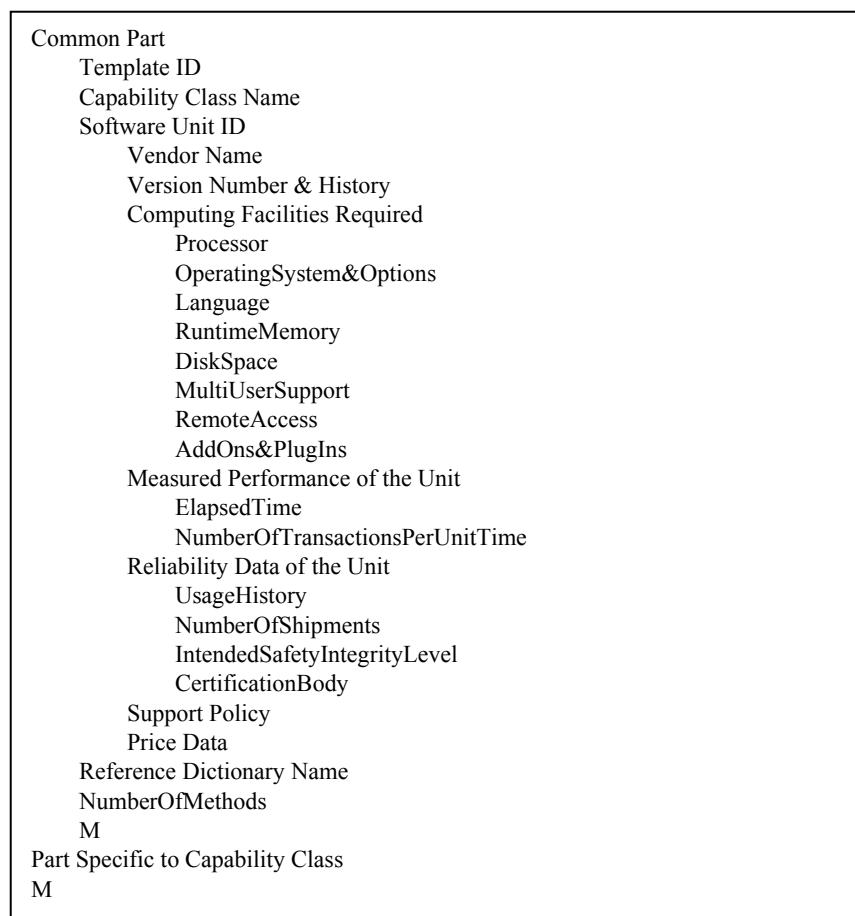 Common Part
Template ID
Capability Class Name
Software Unit ID
Vendor Name
Version Number & History
Computing Facilities Required
Processor
OperatingSystem&Options
Language
RuntimeMemory
DiskSpace
MultiUserSupport
RemoteAccess
AddOns&PlugIns
Measured Performance of the Unit
ElapsedTime
NumberOfTransactionsPerUnitTime
Reliability Data of the Unit
UsageHistory
NumberOfShipments
IntendedSafetyIntegrityLevel
CertificationBody
Support Policy
Price Data
Reference Dictionary Name
NumberOfMethods
M
Part Specific to Capability Class
M